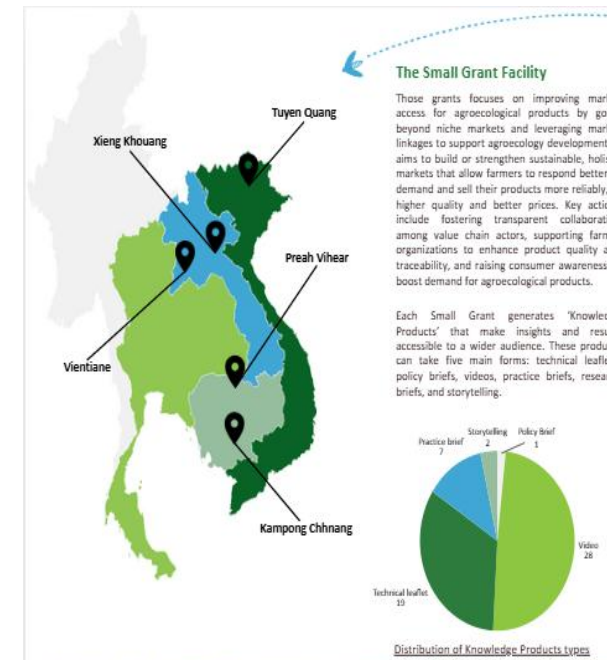 Tuyen Quang
Xieng Khouang
Preah Vihear
Vientiane
Kampong Chhnang
The Small Grant Facility
Those grants focuses on improving mark
access for agroecological products by go
beyond niche markets and leveraging mark
linkages to support agroecology development
aims to build or strengthen sustainable, holis
markets that allow farmers to respond better
demand and sell their products more reliably,
higher quality and better prices. Key actio
include fostering transparent collaborati
among value chain actors, supporting farm
organizations to enhance product quality a
traceability, and raising consumer awareness
boost demand for agroecological products.
Each Small Grant generates 'Knowled
Products' that make insights and resu
accessible to a wider audience. These produ
can take five main forms: technical leafle
policy briefs, videos, practice briefs, resear
briefs, and storytelling.
Storytelling
2
Policy Brief
1
Practice brief
7
Video
28
Technical leaflet
19
Distribution of Knowledge Products types